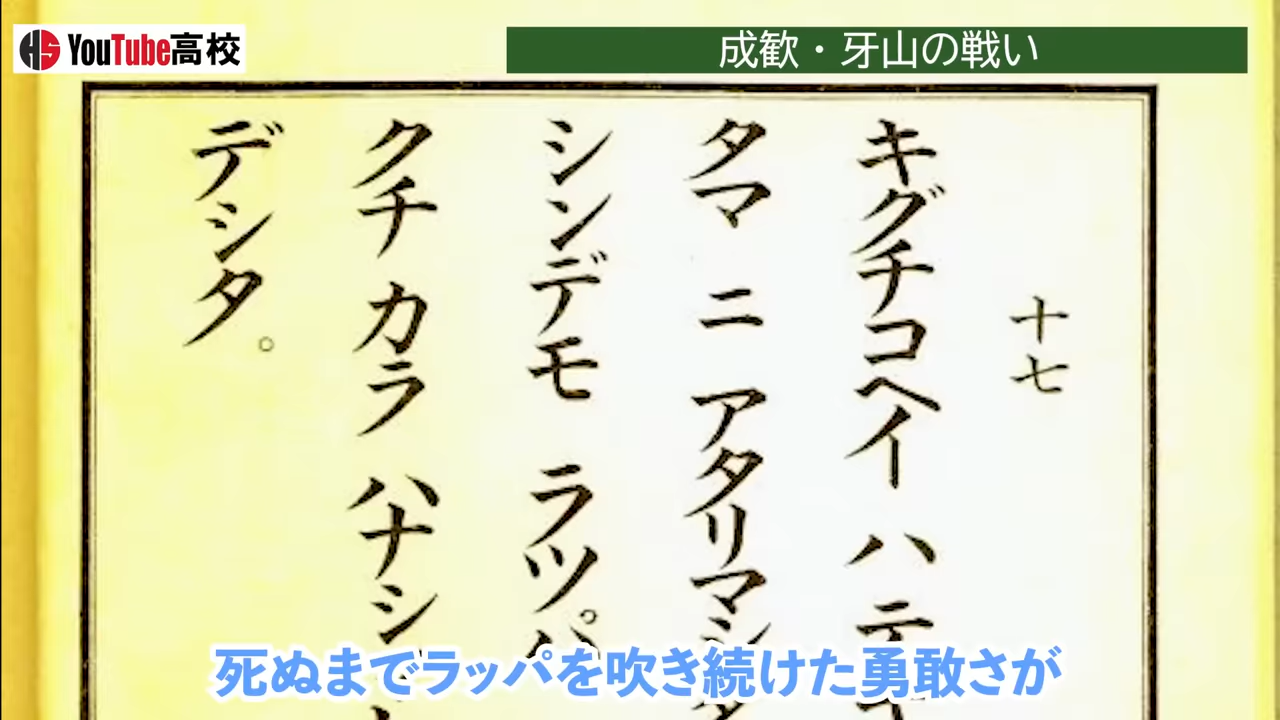 YouTube高校
成歓・牙山の戦い
十七
キグチコヘイ ハ テ
タマ ニ アタリマシ
シンデモ ラツパ
クチ カラ ハナシ
デシタ。
死ぬまでラッパを吹き続けた勇敢さが